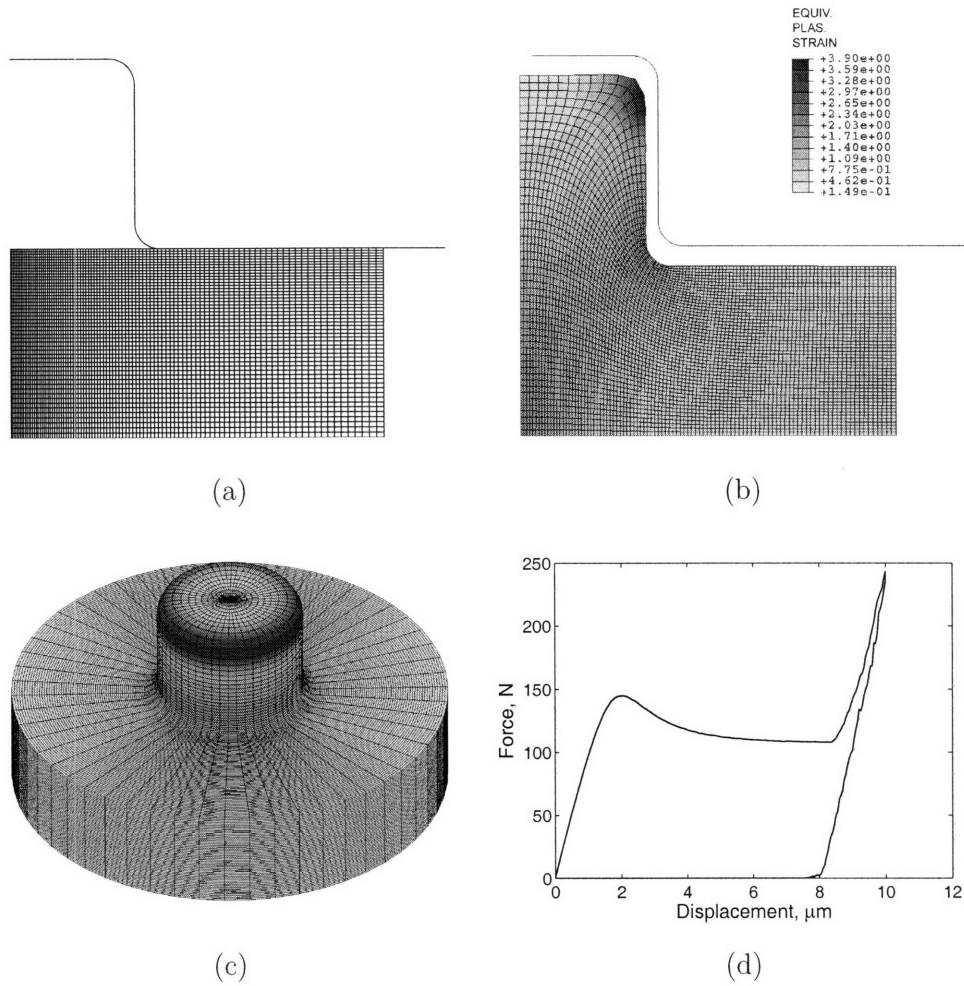 EQUIV.
PLAS.
STRAIN
+3.90e+00
+3.59e+00
+3.28e+00
+2.97e+00
+2.65e+00
+2.34e+00
+2.03e+00
+1.71e+00
+1.40e+00
+1.09e+00
+7.75e-01
+4.62e-01
+1.49e-01
(a)
(b)
250
200
150
100
50
0
Force, N
0 2 4 6 8 10 12
Displacement, μm
(c)
(d)